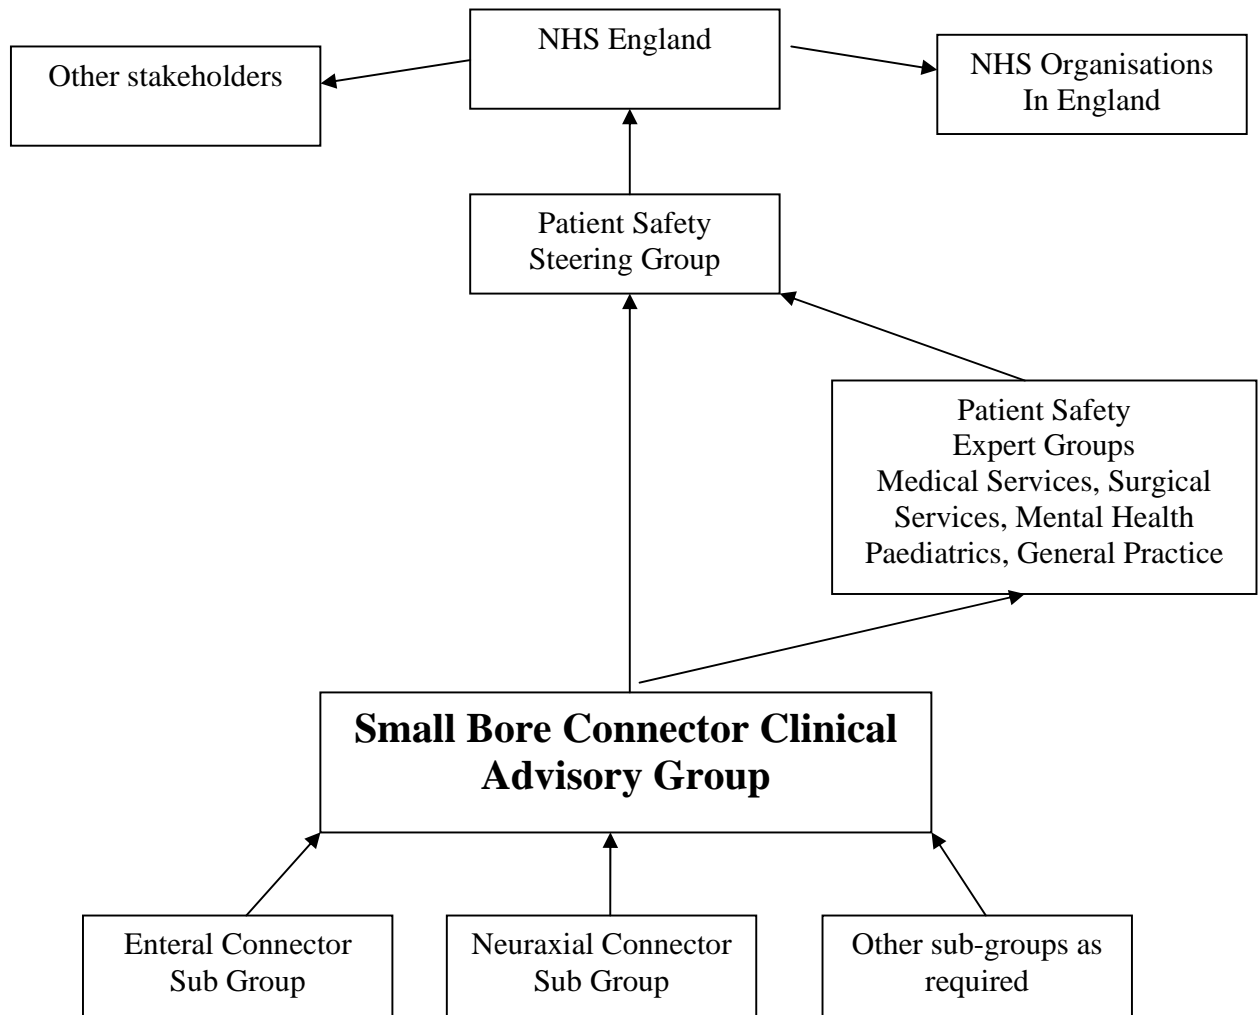 NHS England
Other stakeholders
NHS Organisations
In England
Patient Safety
Steering Group
Patient Safety
Expert Groups
Medical Services, Surgical
Services, Mental Health
Paediatrics, General Practice
Small Bore Connector Clinical
Advisory Group
Enteral Connector
Sub Group
Neuraxial Connector
Sub Group
Other sub-groups as
required